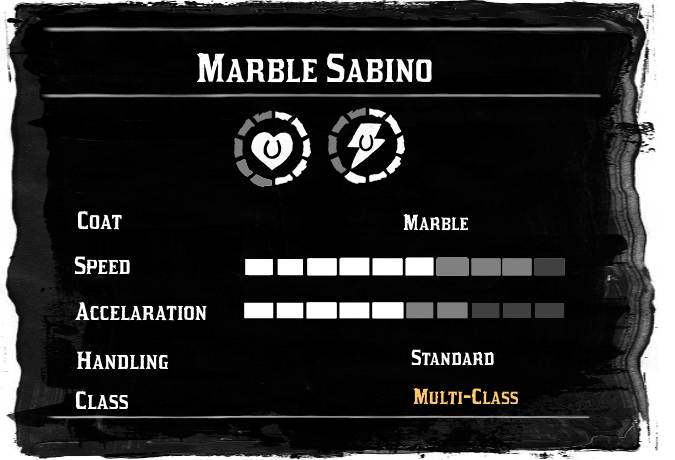 Marble Sabino
Coat Marble
Speed
Accelaration
Handling Standard
Class Multi-Class